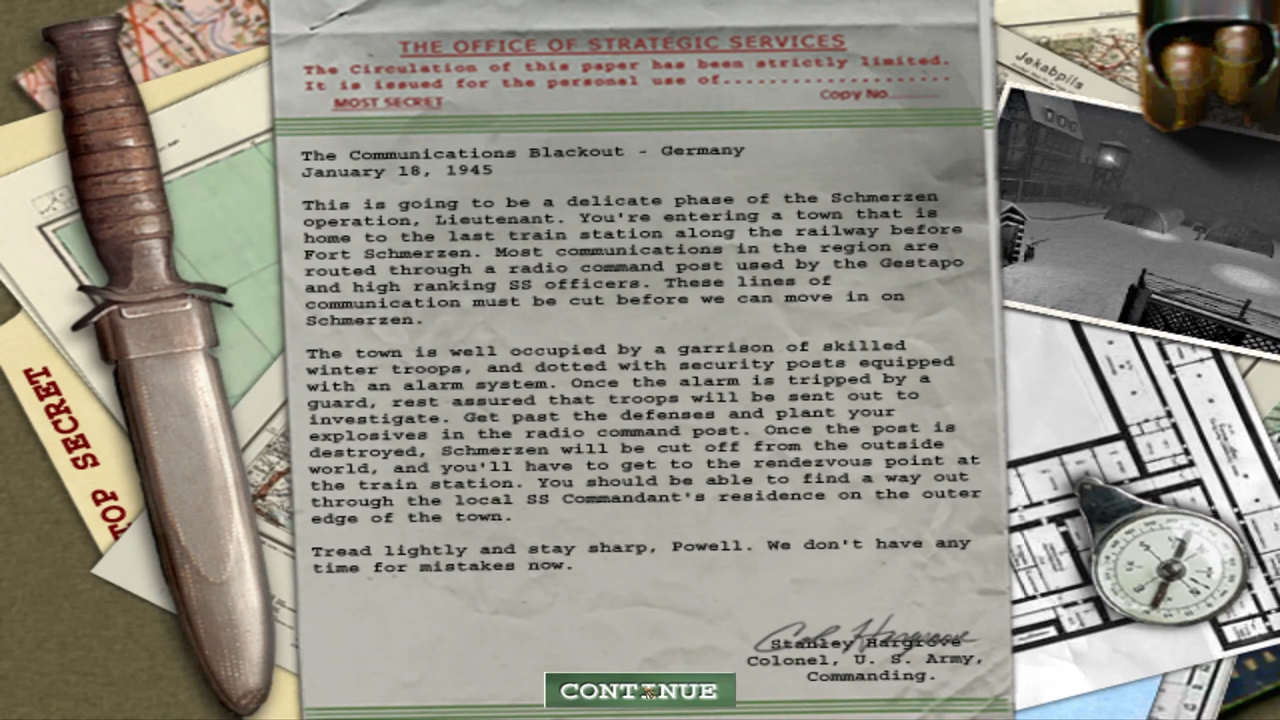 THE OFFICE OF STRATEGIC SERVICES
The Circulation of this paper has been strictly limited.
It is issued for the personal use of....................
MOST SECRET
Copy No.........
The Communications Blackout - Germany
January 18, 1945
This is going to be a delicate phase of the Schmerzen
operation, Lieutenant. You're entering a town that is
home to the last train station along the railway before
Fort Schmerzen. Most communications in the region are
routed through a radio command post used by the Gestapo
and high ranking SS officers. These lines of
communication must be cut before we can move in on
Schmerzen.
The town is well occupied by a garrison of skilled
winter troops, and dotted with security posts equipped
with an alarm system. Once the alarm is tripped by a
guard, rest assured that troops will be sent out to
investigate. Get past the defenses and plant your
explosives in the radio command post. Once the post is
destroyed, Schmerzen will be cut off from the outside
world, and you'll have to get to the rendezvous point at
the train station. You should be able to find a way out
through the local SS Commandant's residence on the outer
edge of the town.
Tread lightly and stay sharp, Powell. We don't have any
time for mistakes now.
Stanley Hargrove
Colonel, U. S. Army,
Commanding.
CONTINUE
TOP SECRET
Jekabpils